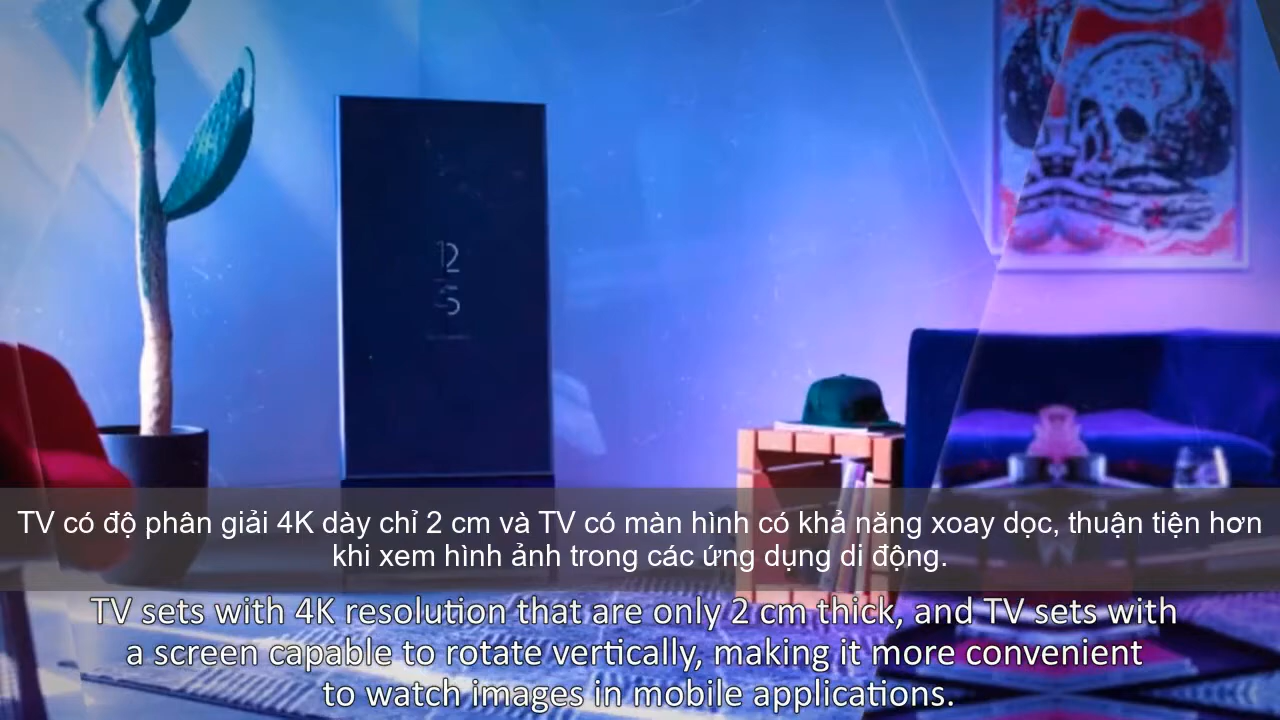 12
TV có độ phân giải 4K dày chỉ 2 cm và TV có màn hình có khả năng xoay dọc, thuận tiện hơn
khi xem hình ảnh trong các ứng dụng di động.
TV sets with 4K resolution that are only 2 cm thick, and TV sets with
a screen capable to rotate vertically, making it more convenient
to watch images in mobile applications.